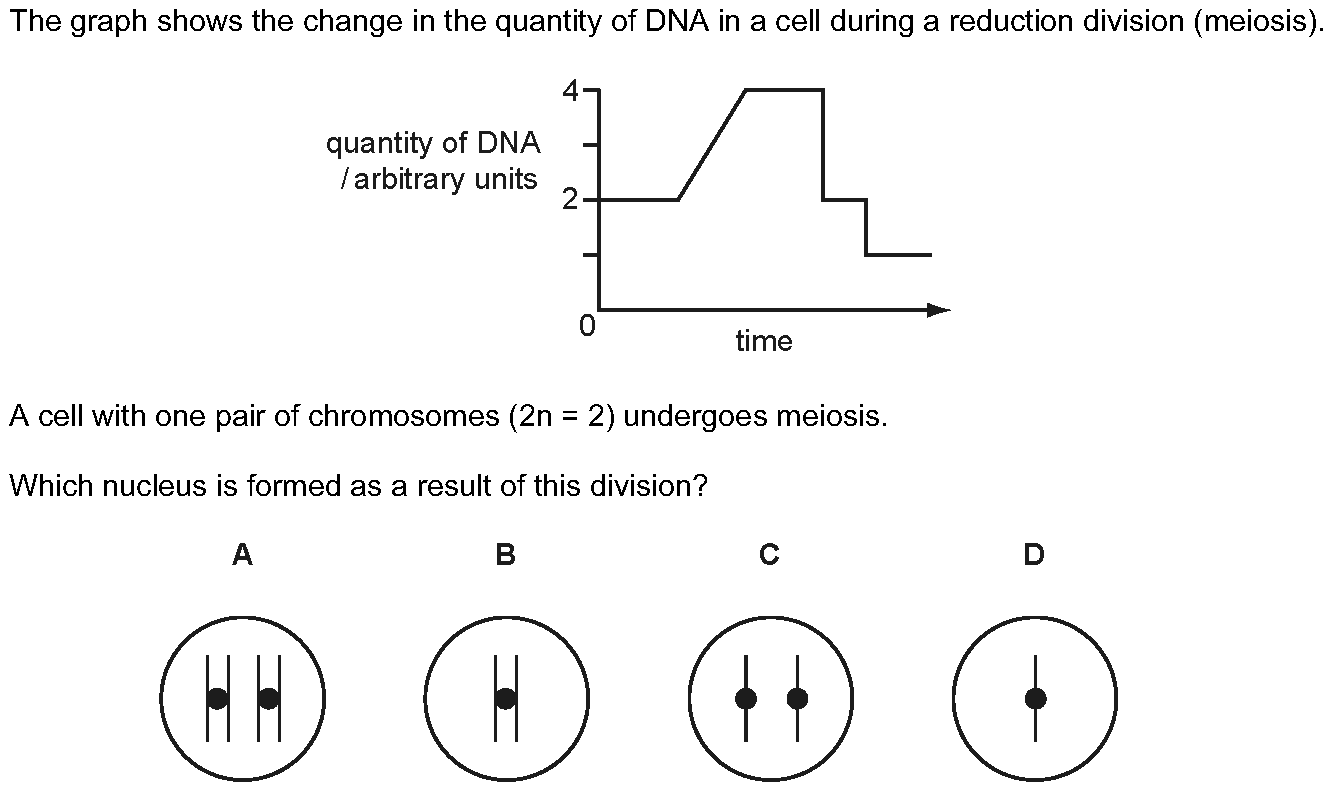 The graph shows the change in the quantity of DNA in a cell during a reduction division (meiosis).
4
quantity of DNA
/ arbitrary units
2
0
time
A cell with one pair of chromosomes (2n = 2) undergoes meiosis.
Which nucleus is formed as a result of this division?
A B C D